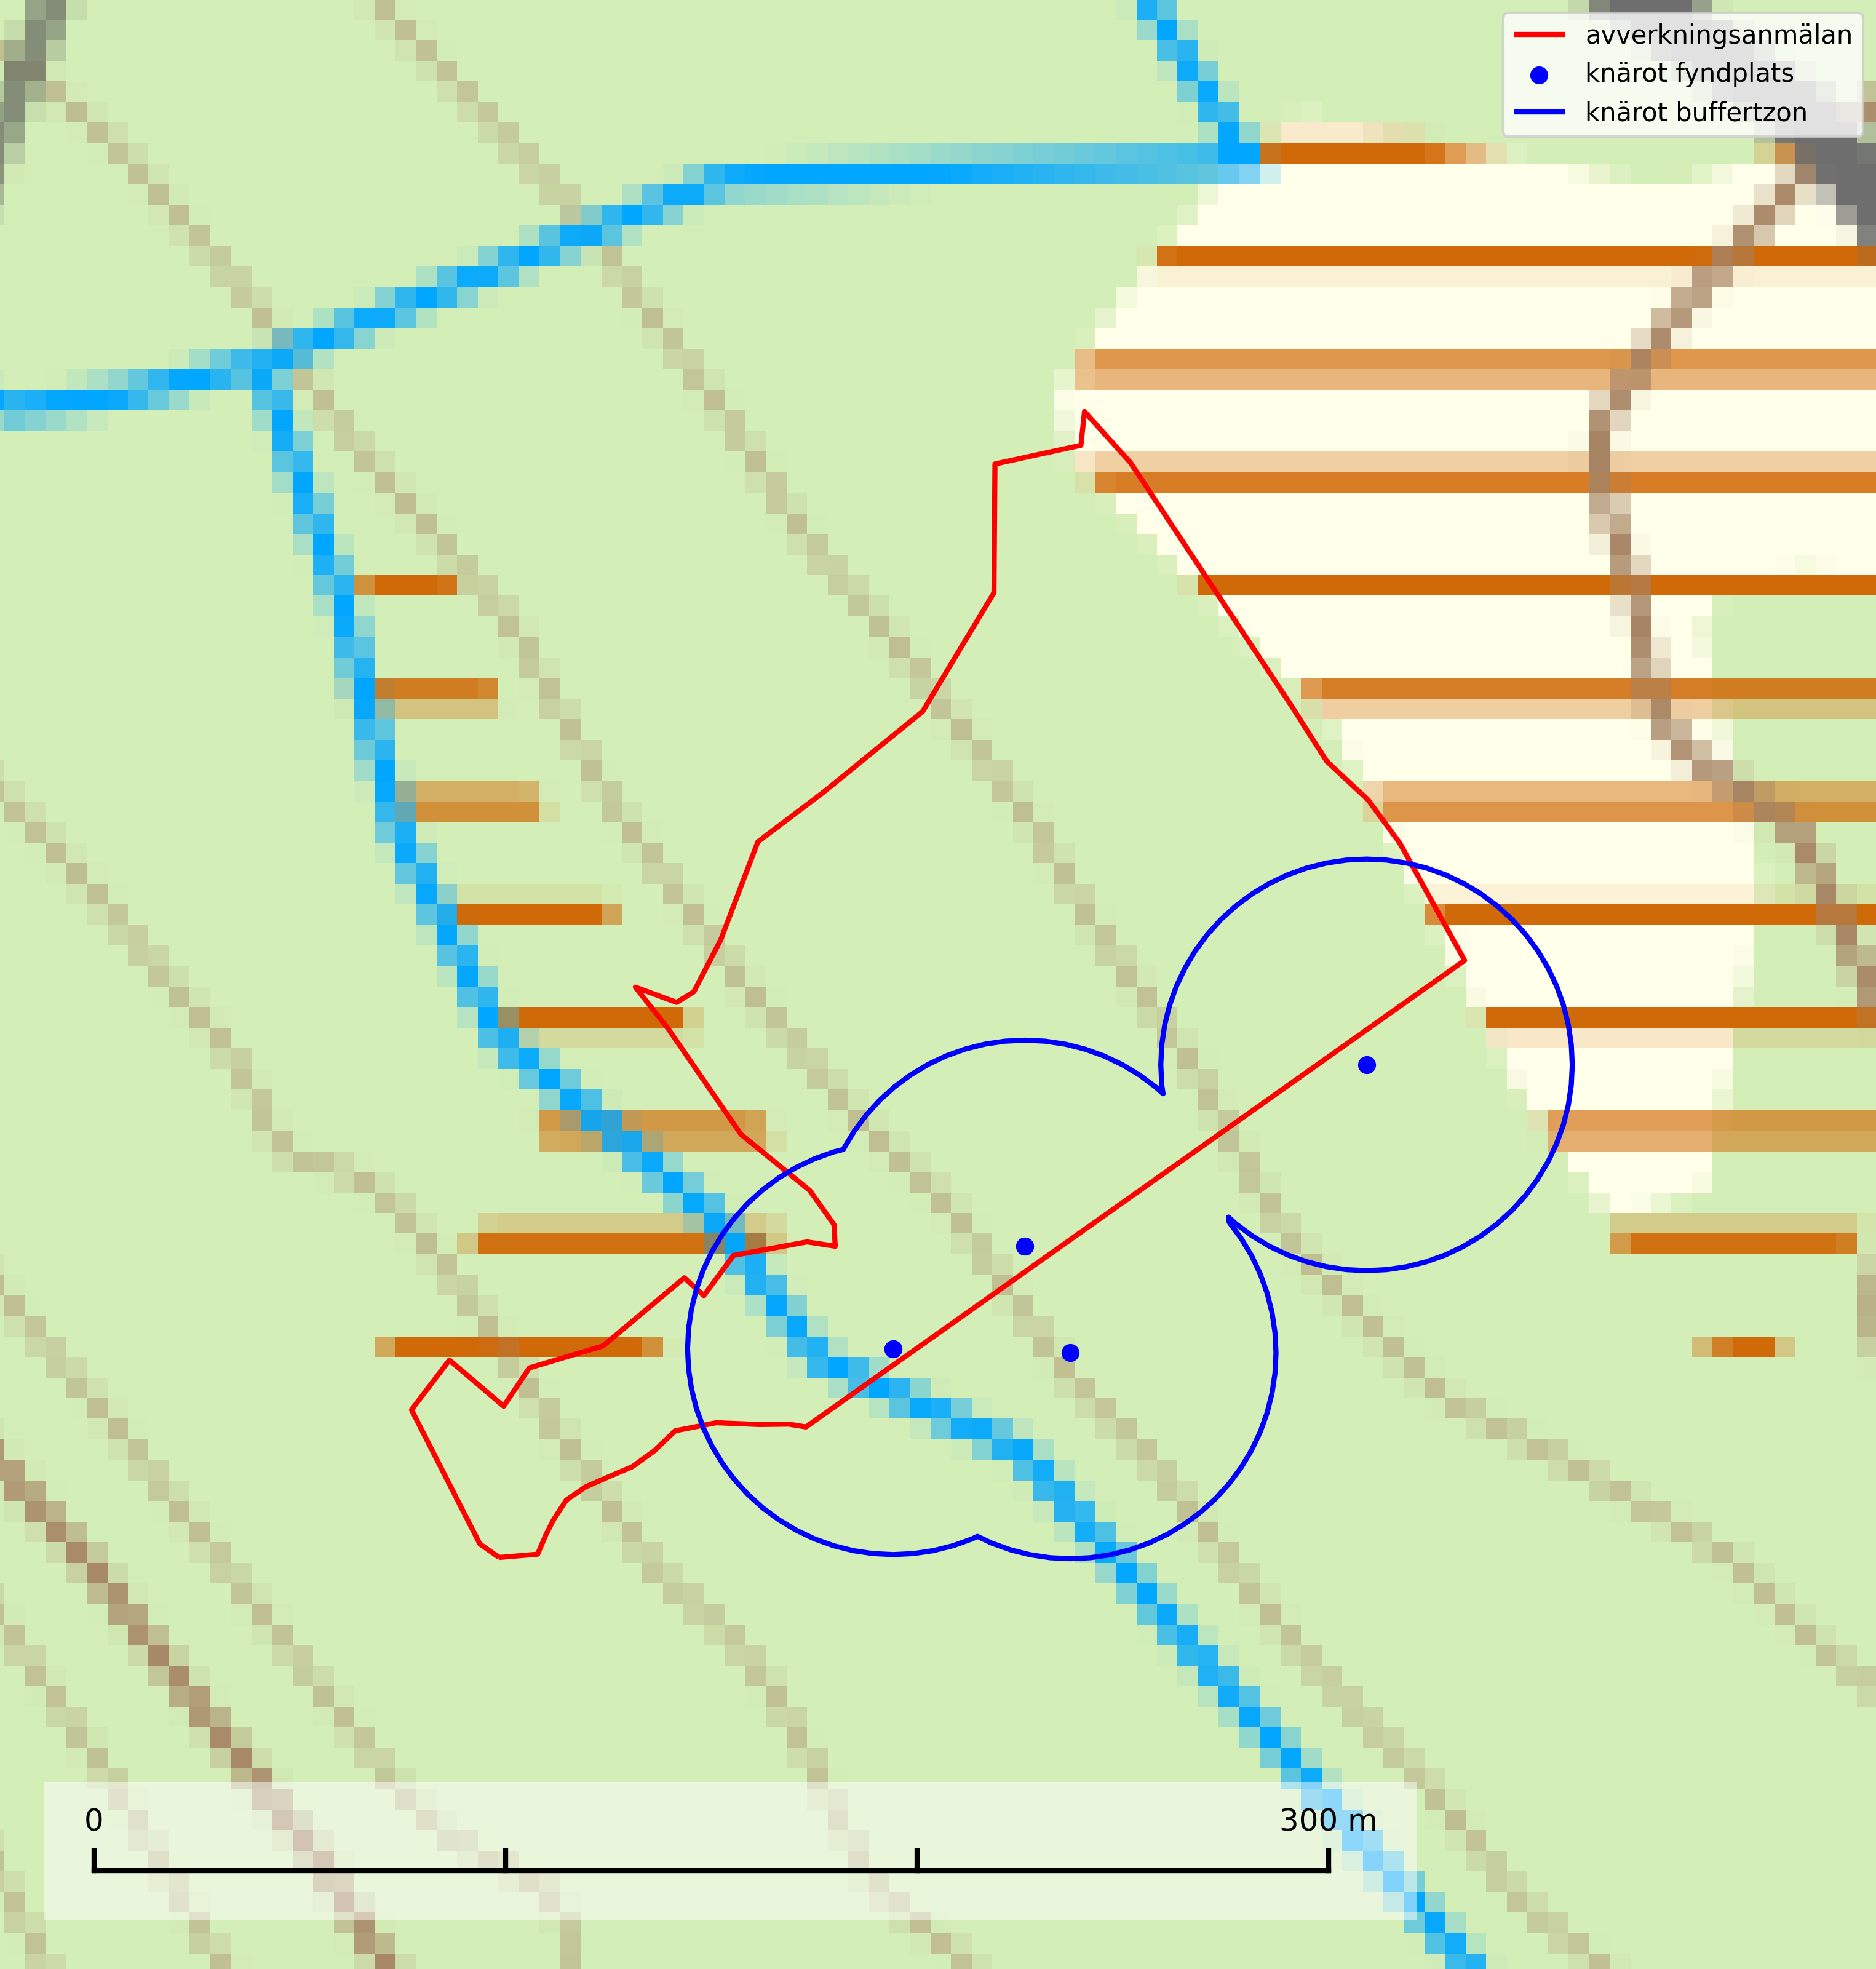 avverkningsanmälan
knärot fyndplats
knärot buffertzon
0 300 m